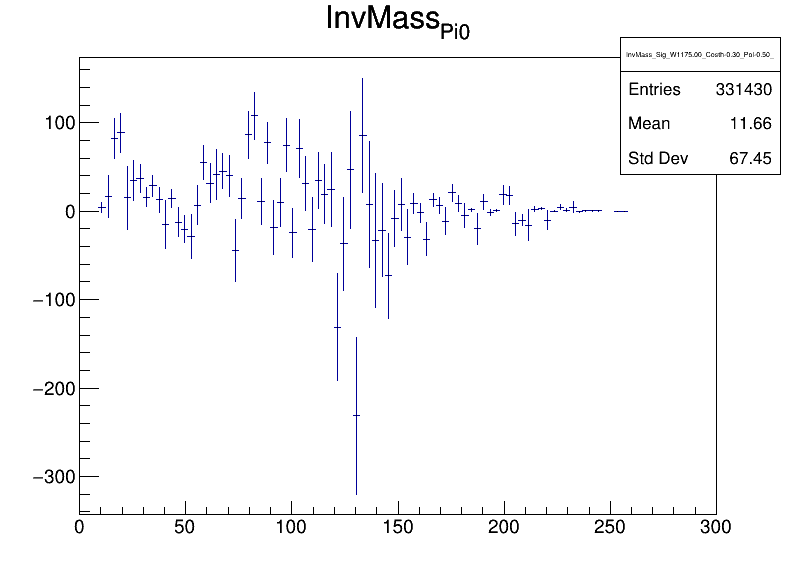 InvMass_Pi0
InvMass_Sig_W1175.00_Costh-0.30_Pol-0.50_
Entries 331430
Mean 11.66
Std Dev 67.45
100
0
−100
−200
−300
0 50 100 150 200 250 300